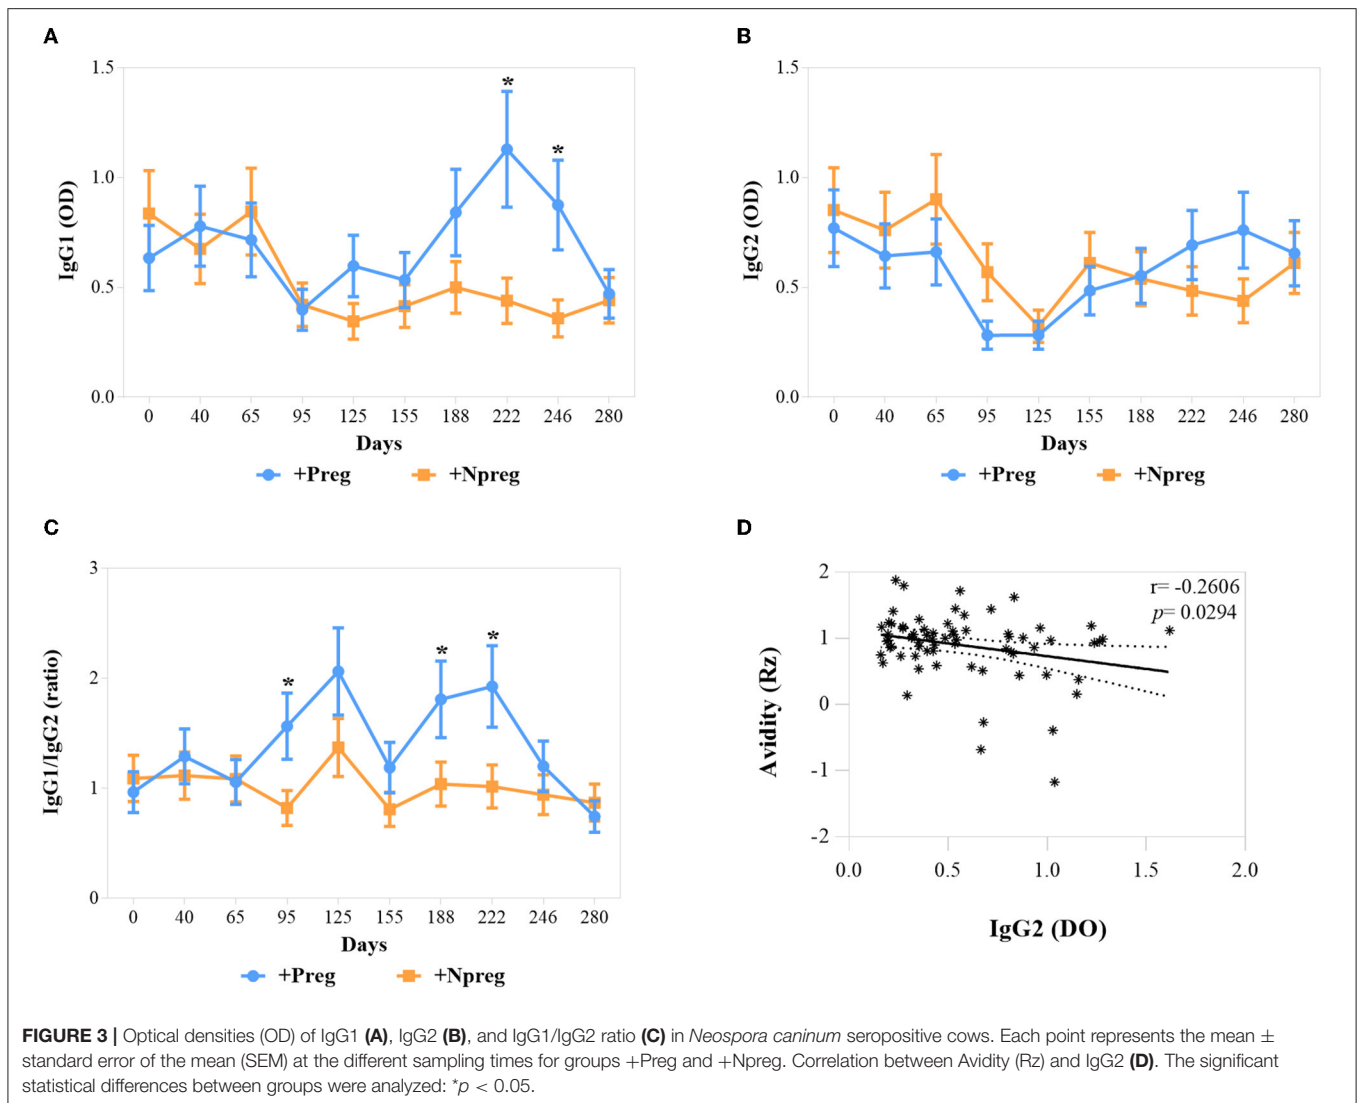 A
1.5
1.0
0.5
0.0
IgG1 (OD)
* *
0 40 65 95 125 155 188 222 246 280
Days
+Preg +Npreg
B
1.5
1.0
0.5
0.0
IgG2 (OD)
0 40 65 95 125 155 188 222 246 280
Days
+Preg +Npreg
C
3
2
1
0
IgG1/IgG2 (ratio)
* * *
0 40 65 95 125 155 188 222 246 280
Days
+Preg +Npreg
D
2
1
0
-1
-2
Avidity (Rz)
r= -0.2606
p= 0.0294
0.0 0.5 1.0 1.5 2.0
IgG2 (DO)
FIGURE 3 | Optical densities (OD) of IgG1 (A), IgG2 (B), and IgG1/IgG2 ratio (C) in Neospora caninum seropositive cows. Each point represents the mean ±
standard error of the mean (SEM) at the different sampling times for groups +Preg and +Npreg. Correlation between Avidity (Rz) and IgG2 (D). The significant
statistical differences between groups were analyzed: *p < 0.05.